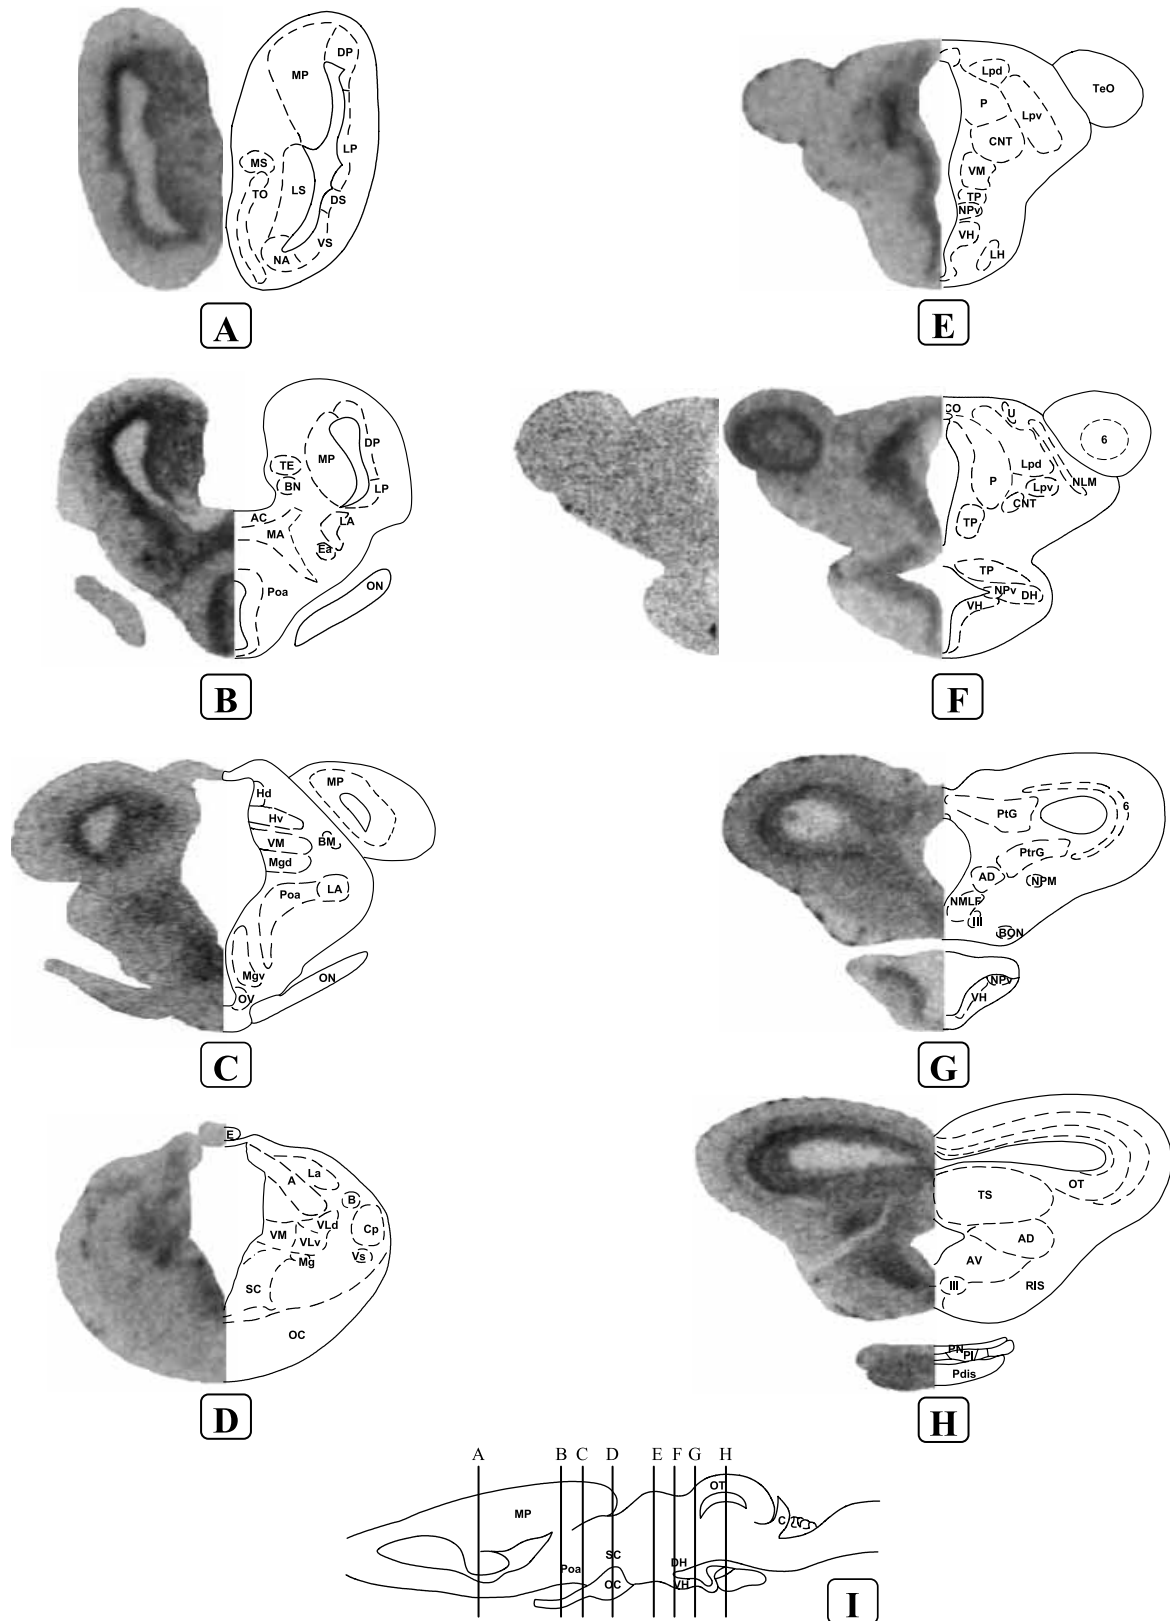 DP
MP
LP
MS
TO
LS
DS
VS
NA
A
Lpd
TeO
P
Lpv
CNT
VM
TP
NPv
VH
LH
E
DP
MP
TE
BN
LP
AC
LA
MA
Ea
Poa
ON
B
CO
U
6
Lpd
NLM
P
Lpv
CNT
TP
TP
NPv
DH
VH
F
MP
Hd
Hv
VM
BM
Mgd
Poa
LA
Mgv
ON
OV
C
PtG
6
PtrG
AD
NPM
NMLF
III
BON
NPv
VH
G
E
La
A
B
VLd
Cp
VM
VLv
Vs
Mg
SC
OC
D
TS
OT
AD
AV
III
RIS
PN
PI
Pdis
H
A B C D E F G H
OT
MP
C
SC
DH
Poa
OC
VH
I